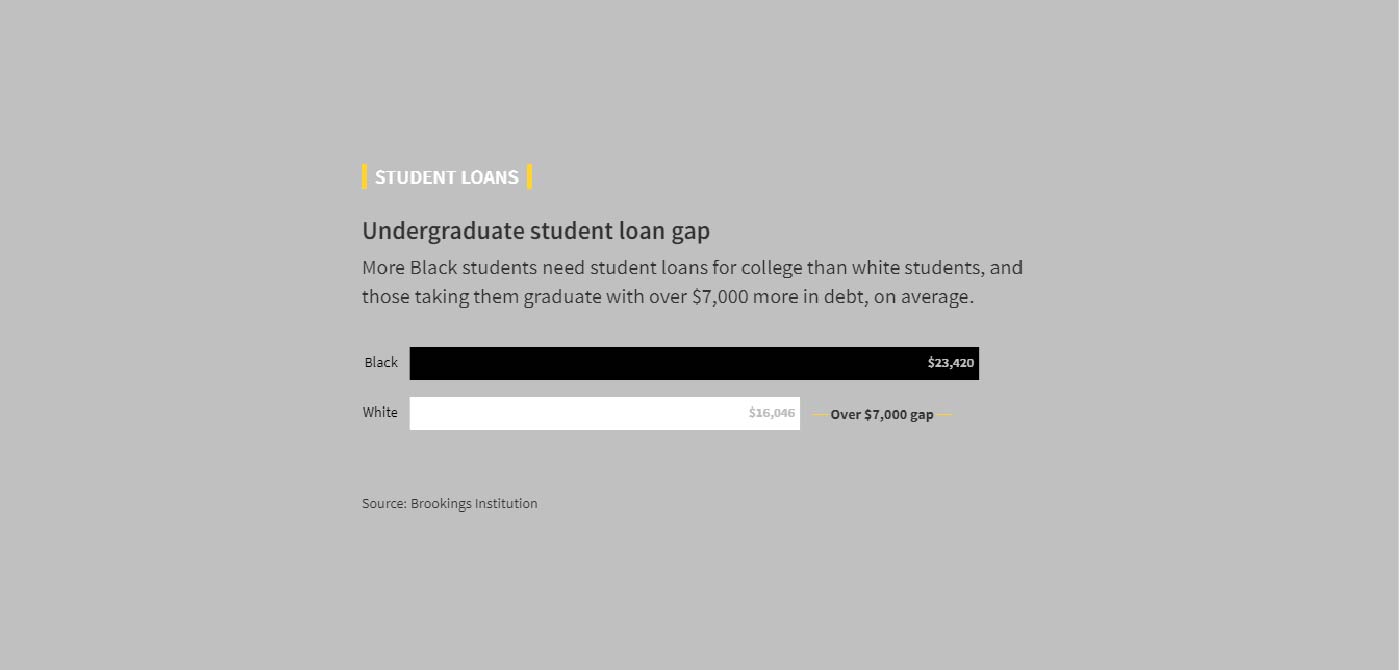 STUDENT LOANS
Undergraduate student loan gap
More Black students need student loans for college than white students, and
those taking them graduate with over $7,000 more in debt, on average.
Black $23,420
White $16,046 Over $7,000 gap
Source: Brookings Institution